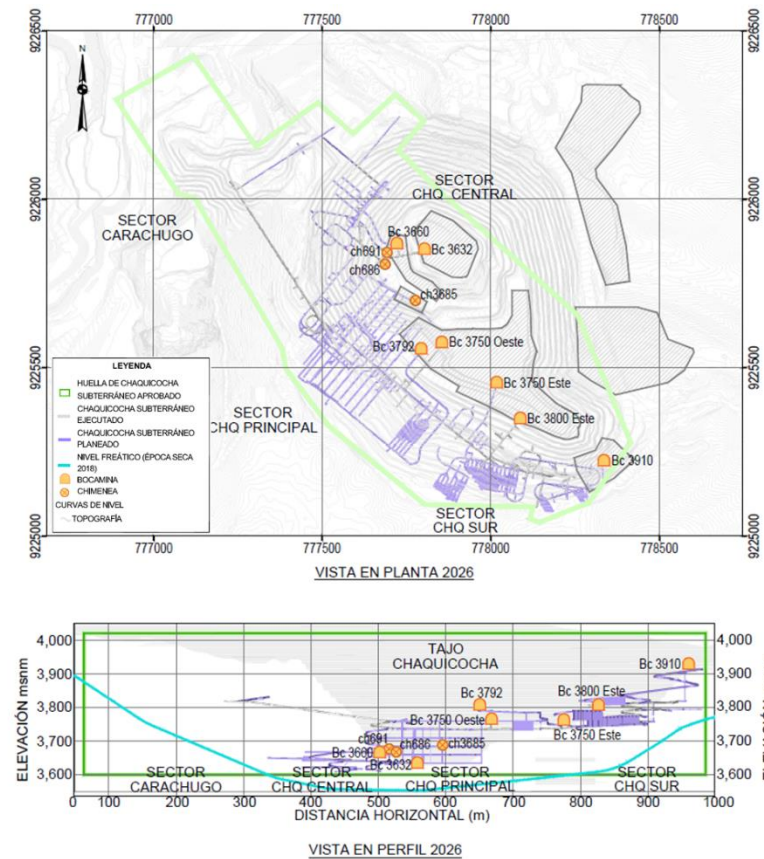 777000
777500
778000
778500
9226500
9226500
N
SECTOR
CHQ CENTRAL
9226000
9226000
SECTOR
CARACHUGO
Bc 3660
ch691
Bc 3632
ch686
ch3685
Bc 3792
Bc 3750 Oeste
9225500
9225500
Bc 3750 Este
Bc 3800 Este
LEYENDA
HUELLA DE CHAQUICOCHA
SUBTERRÁNEO APROBADO
CHAQUICOCHA SUBTERRÁNEO
EJECUTADO
CHAQUICOCHA SUBTERRÁNEO
PLANEADO
NIVEL FREÁTICO (ÉPOCA SECA
2018)
BOCAMINA
CHIMENEA
CURVAS DE NIVEL
TOPOGRAFÍA
SECTOR
CHQ PRINCIPAL
Bc 3910
SECTOR
CHQ SUR
9225000
9225000
777000
777500
778000
778500
VISTA EN PLANTA 2026
ELEVACIÓN msnm
4,000
3,900
3,800
3,700
3,600
TAJO
CHAQUICOCHA
4,000
3,900
3,800
3,700
3,600
Bc 3910
Bc 3792
Bc 3800 Este
Bc 3750 Oeste
Bc 3750 Este
ch691
ch686
ch3685
Bc 3660
Bc 3632
SECTOR
CARACHUGO
SECTOR
CHQ CENTRAL
SECTOR
CHQ PRINCIPAL
SECTOR
CHQ SUR
0 100 200 300 400 500 600 700 800 900 1000
DISTANCIA HORIZONTAL (m)
VISTA EN PERFIL 2026